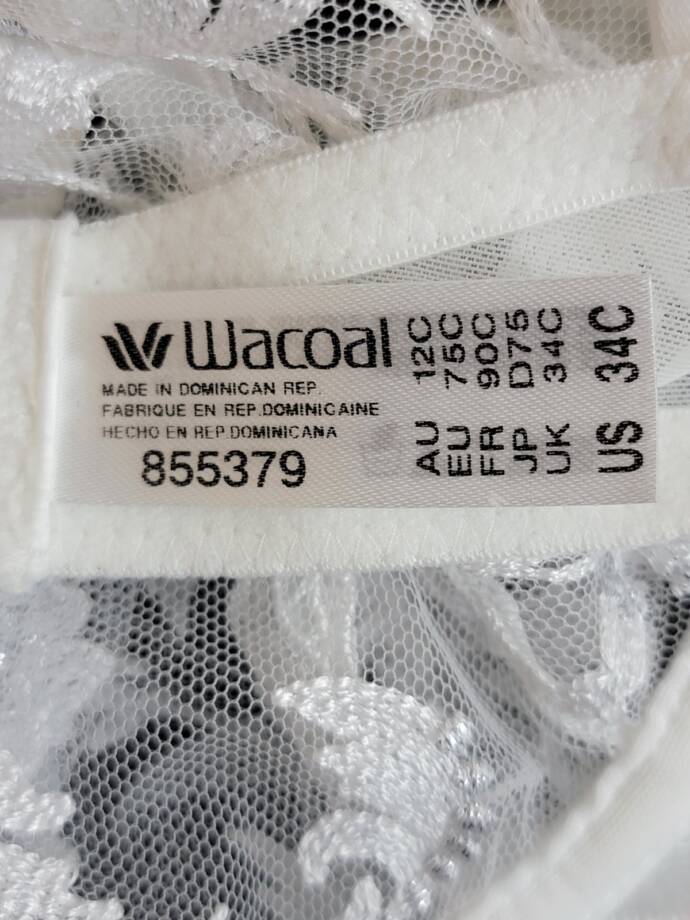 Wacoal
MADE IN DOMINICAN REP.
FABRIQUE EN REP.DOMINICAINE
HECHO EN REP.DOMINICANA
855379
AU 12C
EU 75C
FR 90C
JP D75
UK 34C
US 34C